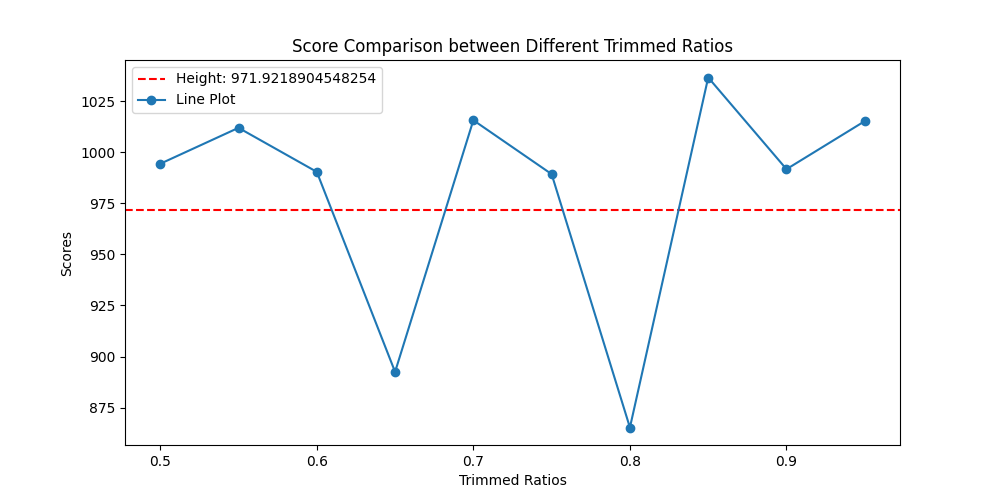 Score Comparison between Different Trimmed Ratios
Height: 971.9218904548254
Line Plot
Scores
1025
1000
975
950
925
900
875
0.5
0.6
0.7
0.8
0.9
Trimmed Ratios